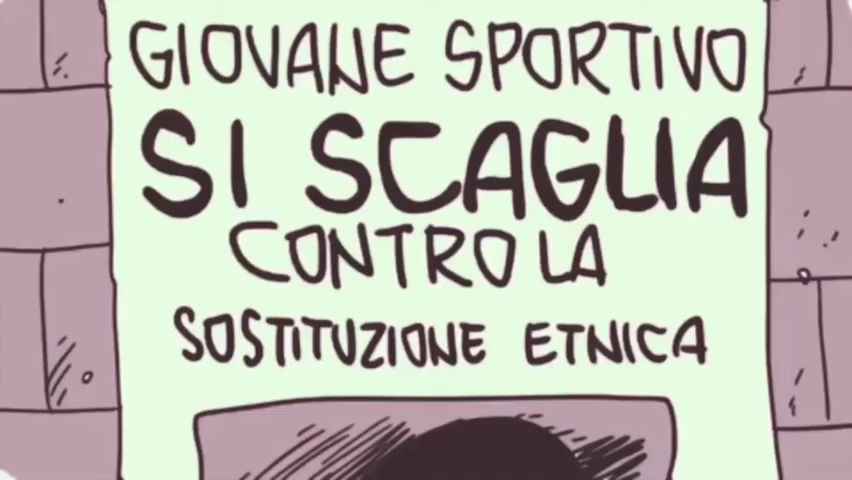 GIOVANE SPORTIVO
SI SCAGLIA
CONTRO LA
SOSTITUZIONE ETNICA